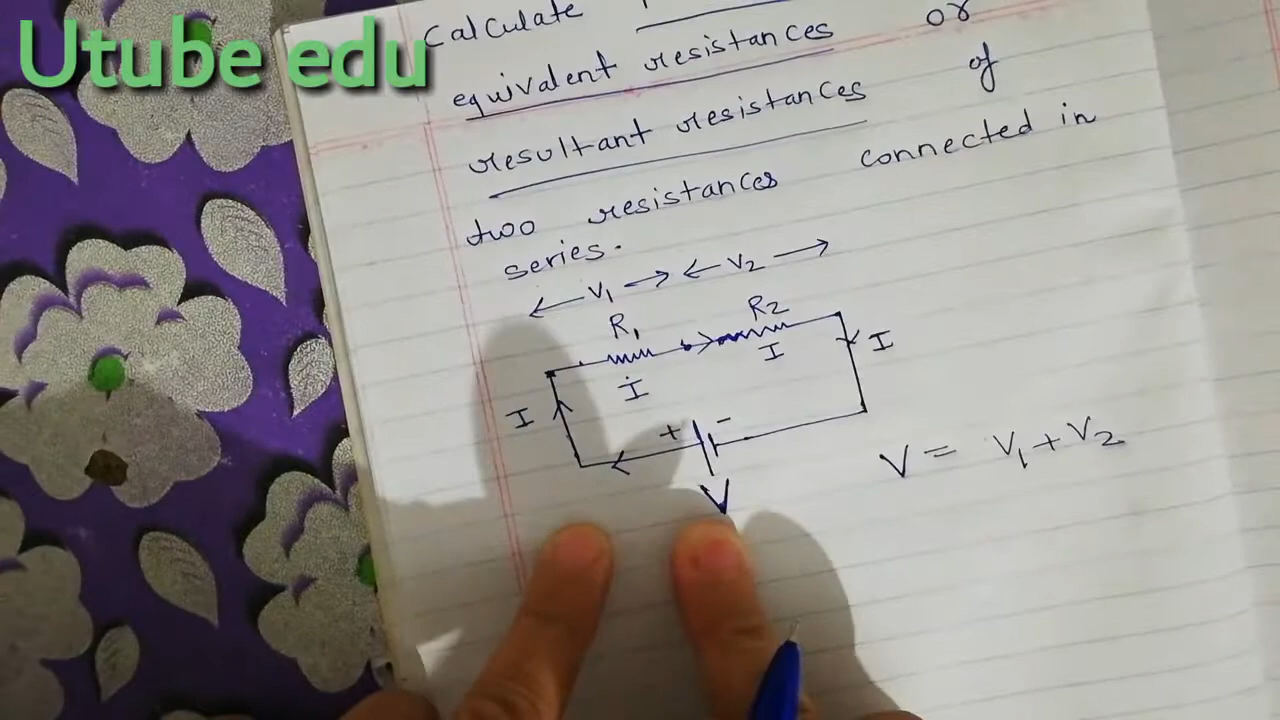 Utube edu
Calculate
equivalent resistances or
resultant resistances of
two resistances connected in
series.
V1 V2
R1 R2
I I I
I
+ -
V
V = V1 + V2